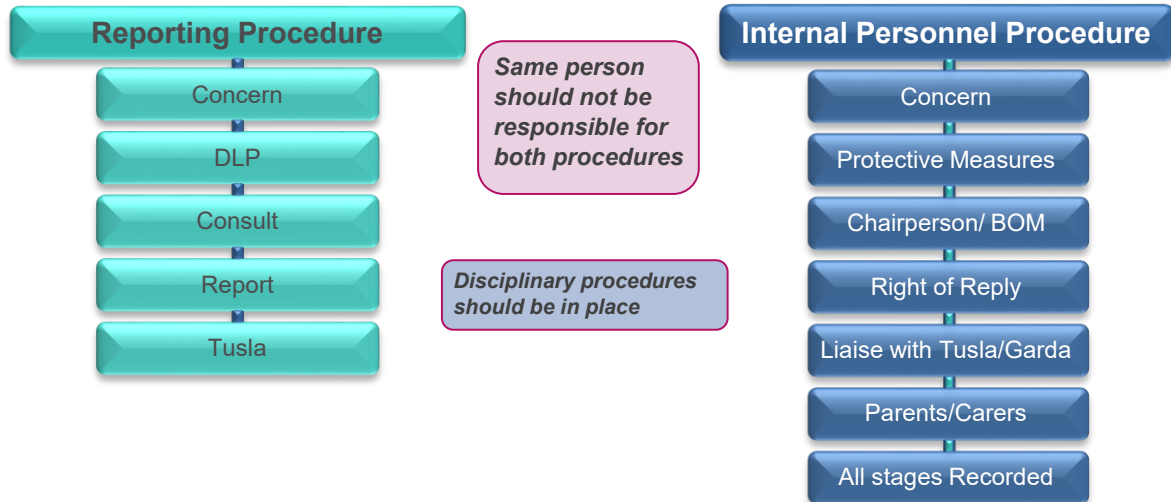 Reporting Procedure
Concern
DLP
Consult
Report
Tusla
Same person
should not be
responsible for
both procedures
Disciplinary procedures
should be in place
Internal Personnel Procedure
Concern
Protective Measures
Chairperson/ BOM
Right of Reply
Liaise with Tusla/Garda
Parents/Carers
All stages Recorded